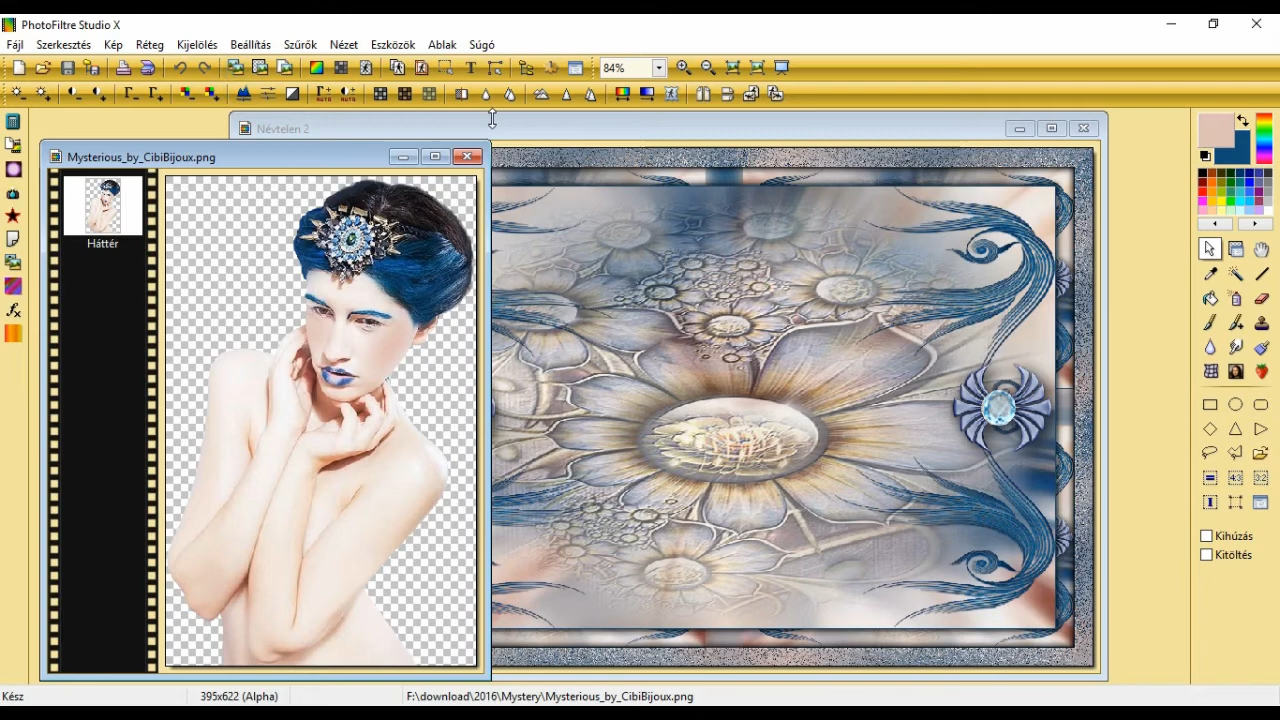 PhotoFiltre Studio X
Fájl Szerkesztés Kép Réteg Kijelölés Beállítás Szűrők Nézet Eszközök Ablak Súgó
84%
Névtelen 2
Mysterious_by_CibiBijoux.png
Háttér
Kihúzás
Kitöltés
Kész 395x622 (Alpha) F:\download\2016\Mystery\Mysterious_by_CibiBijoux.png